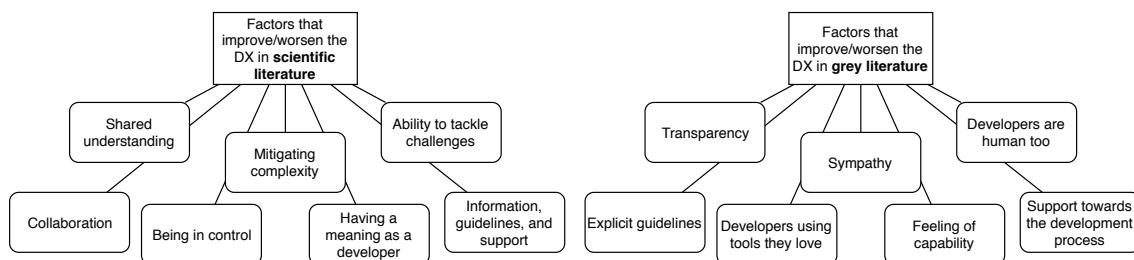 Factors that
improve/worsen the
DX in scientific
literature
Shared
understanding
Ability to tackle
challenges
Mitigating
complexity
Collaboration
Being in control
Having a
meaning as a
developer
Information,
guidelines, and
support
Factors that
improve/worsen the
DX in grey literature
Transparency
Developers are
human too
Sympathy
Explicit guidelines
Developers using
tools they love
Feeling of
capability
Support towards
the development
process